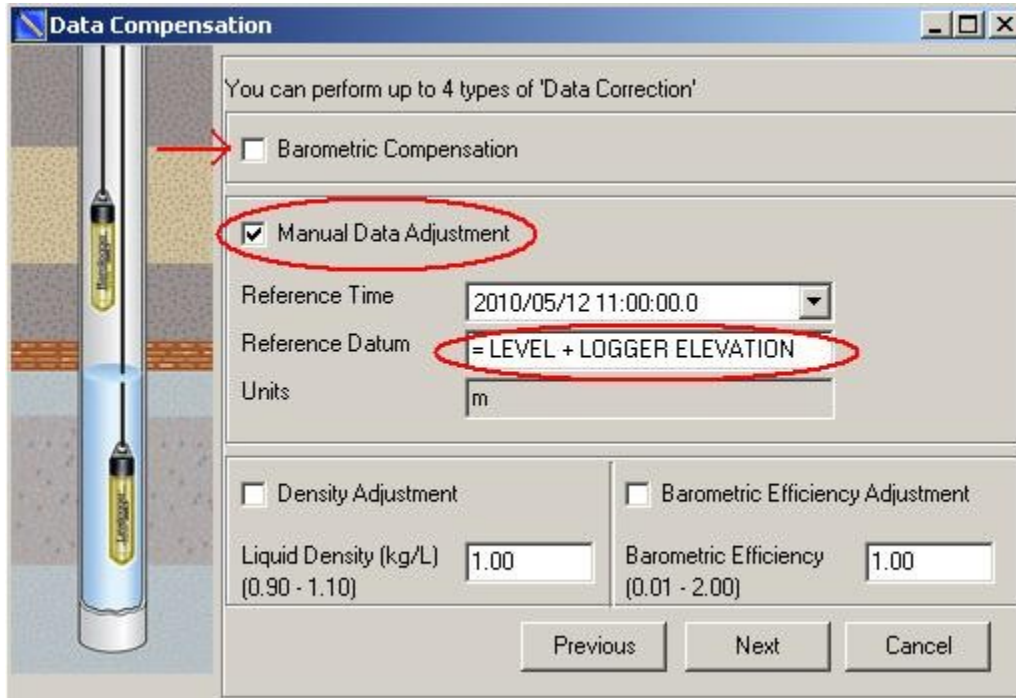 Data Compensation
You can perform up to 4 types of 'Data Correction'
Barometric Compensation
Manual Data Adjustment
Reference Time
2010/05/12 11:00:00.0
Reference Datum
= LEVEL + LOGGER ELEVATION
Units
m
Density Adjustment
Liquid Density (kg/L)
(0.90 - 1.10)
1.00
Barometric Efficiency Adjustment
Barometric Efficiency
(0.01 - 2.00)
1.00
Previous
Next
Cancel